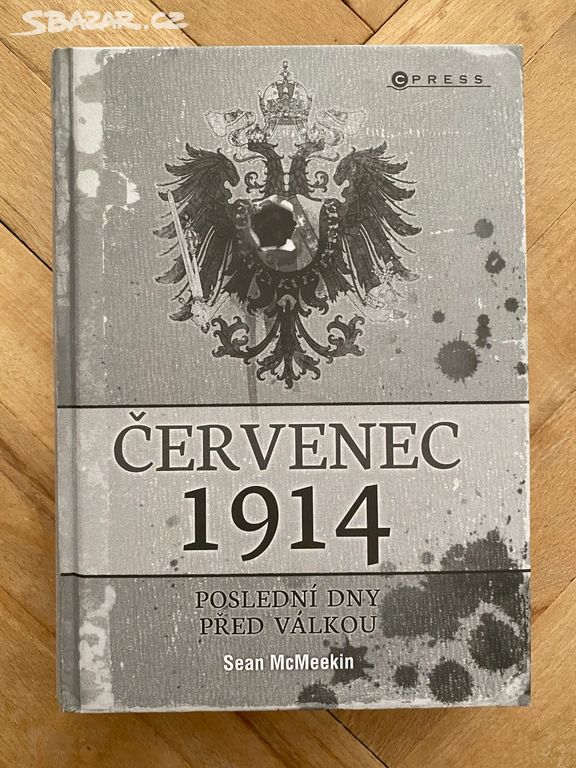 SBAZAR.CZ
CPRESS
ČERVENEC
1914
POSLEDNÍ DNY
PŘED VÁLKOU
Sean McMeekin